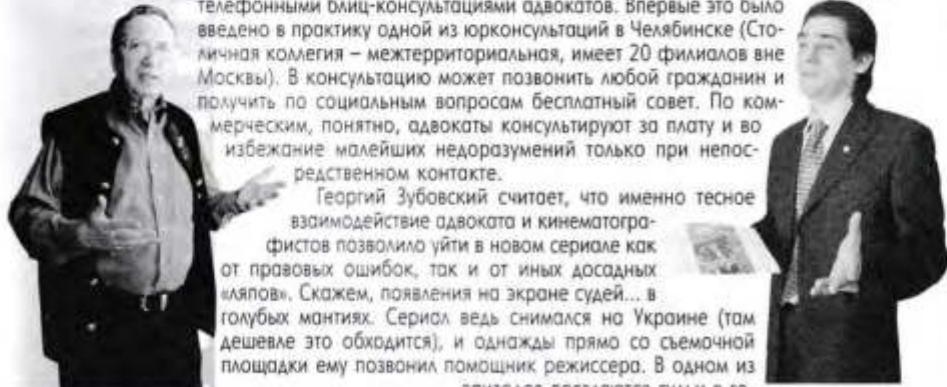 телефонными блиц-консультациями адвокатов. Впервые это было
введено в практику одной из юрконсультаций в Челябинске (Сто-
личная коллегия – межтерриториальная, имеет 20 филиалов вне
Москвы). В консультацию может позвонить любой гражданин и
получить по социальным вопросам бесплатный совет. По ком-
мерческим, понятно, адвокаты консультируют за плату и во
избежание малейших недоразумений только при непос-
редственном контакте.
Георгий Зубовский считает, что именно тесное
взаимодействие адвоката и кинематогра-
фистов позволило уйти в новом сериале как
от правовых ошибок, так и от иных досадных
«ляпов». Скажем, появления на экране судей... в
голубых мантиях. Сериал ведь снимался на Украине (там
дешевле это обходится), и однажды прямо со съемочной
площадки ему позвонил помощник режиссера. В одном из